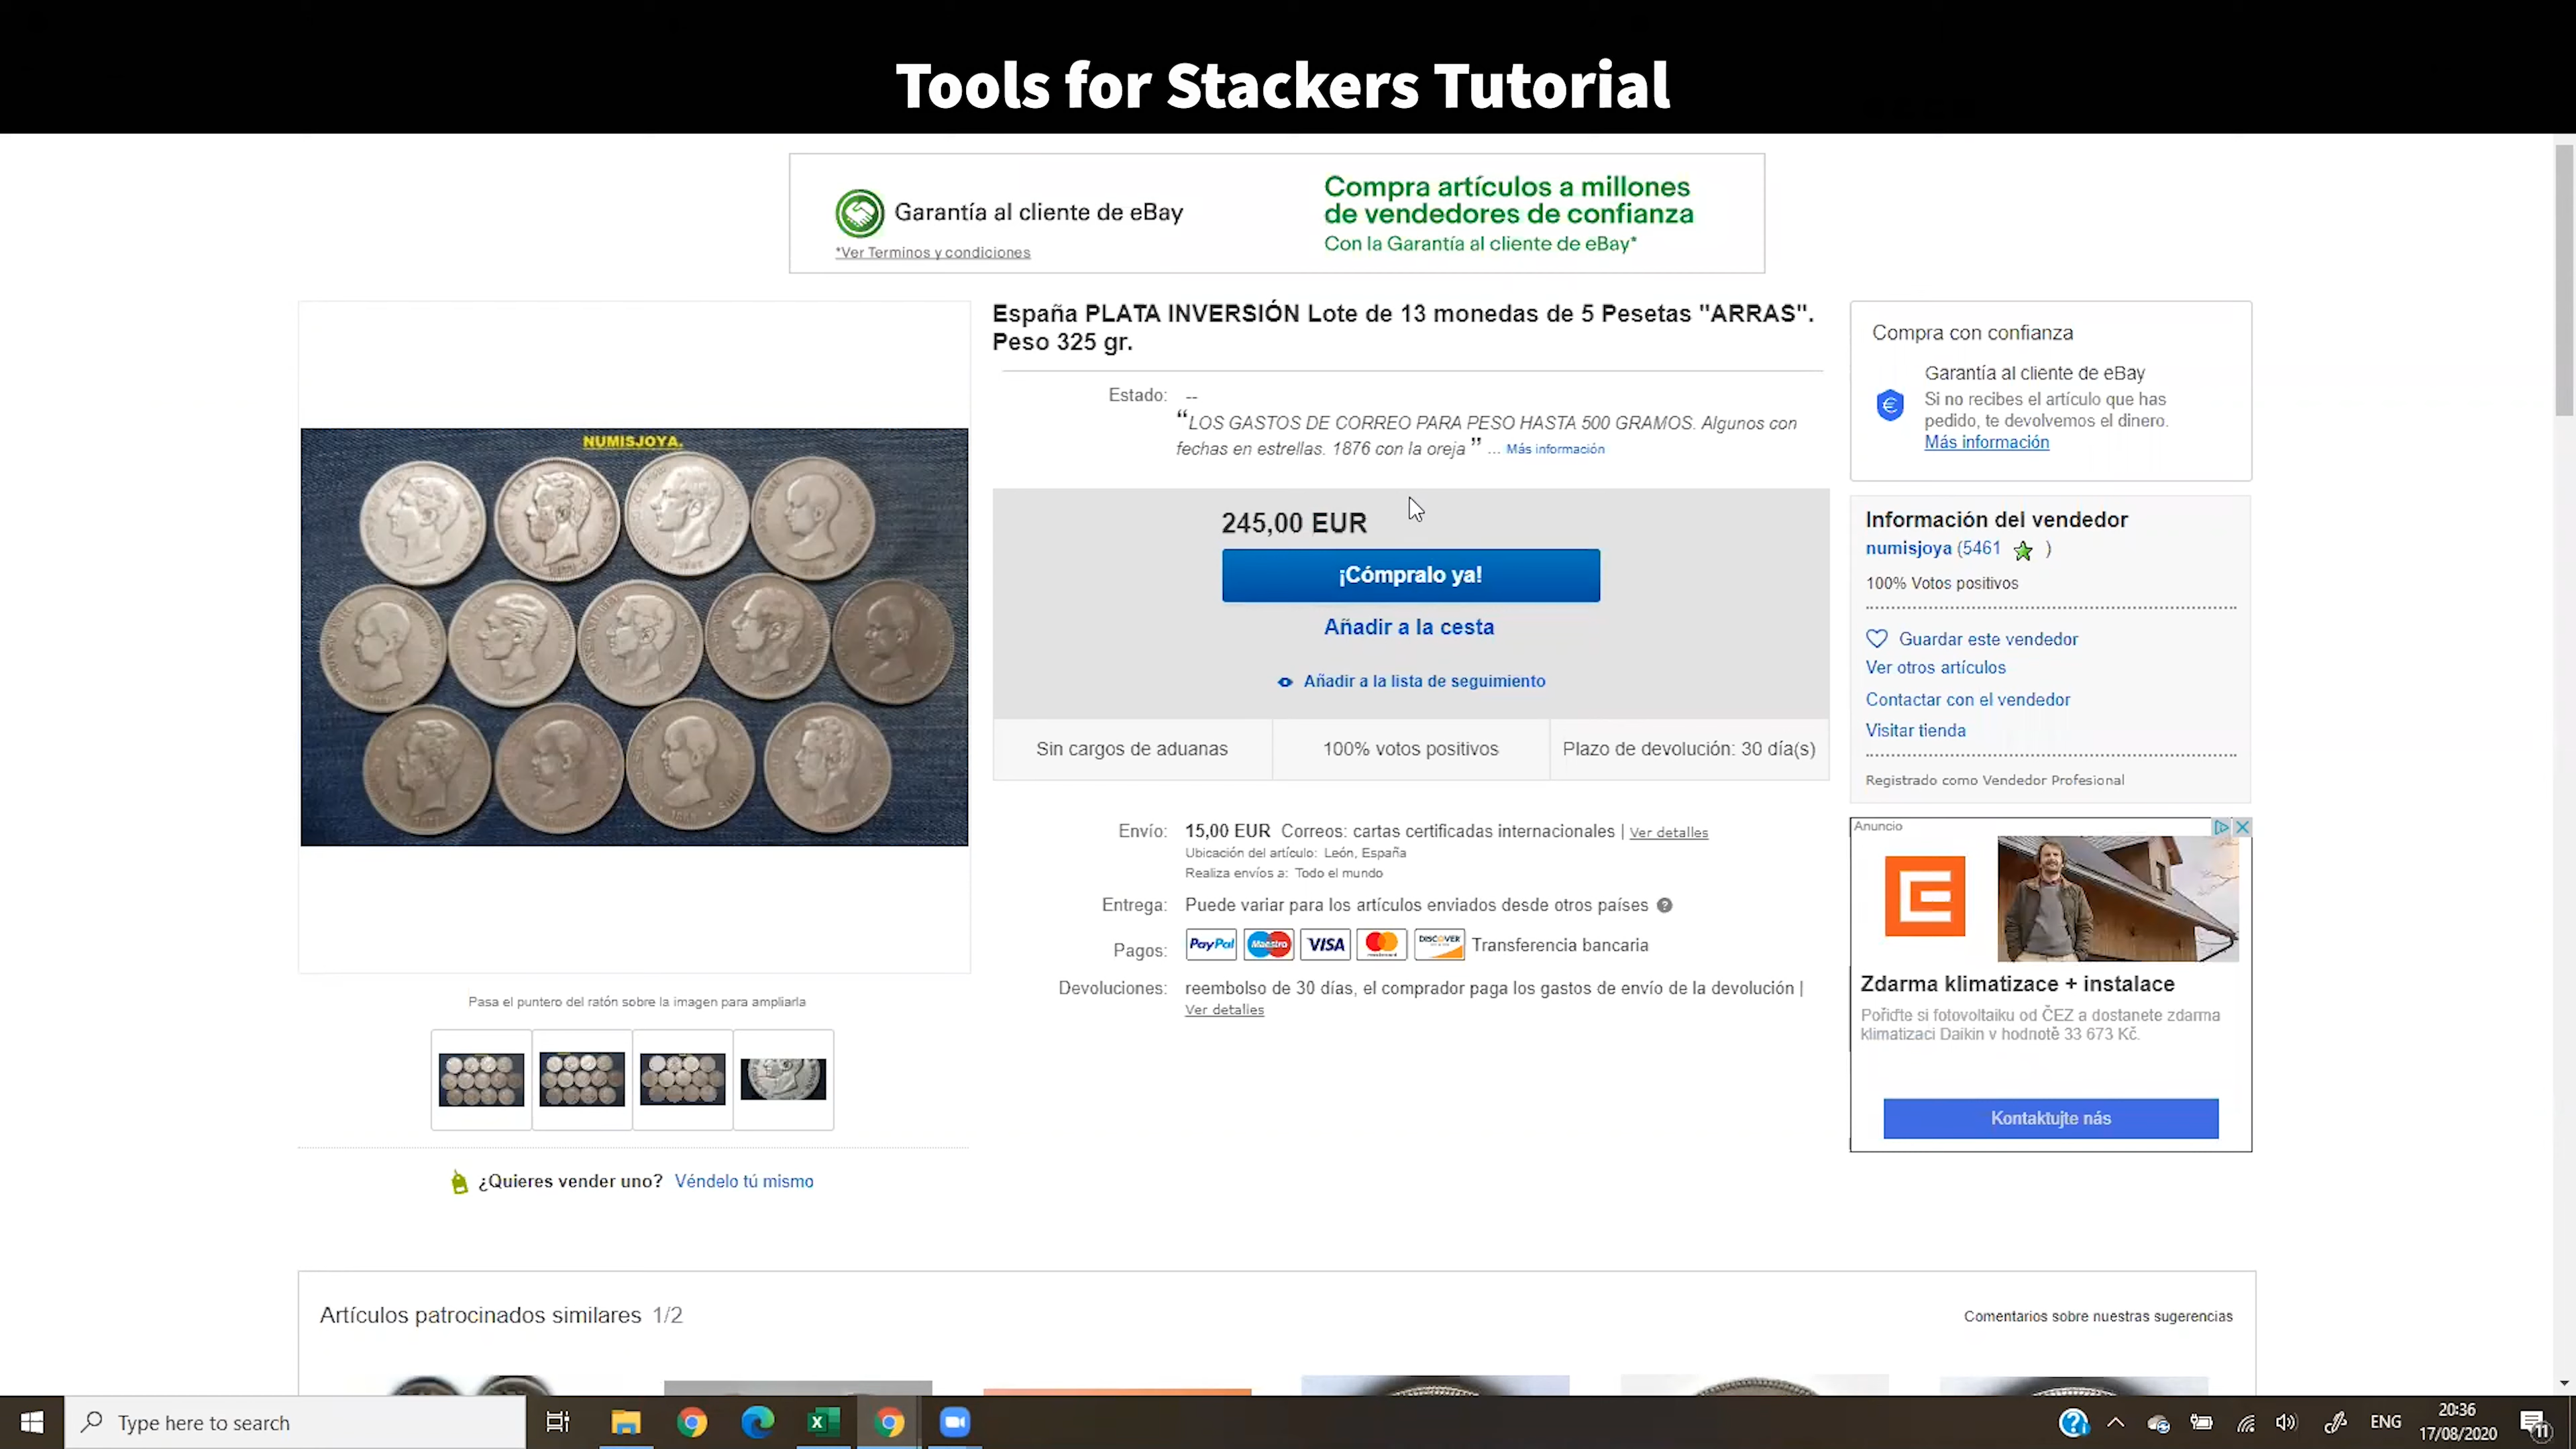 Tools for Stackers Tutorial
Garantía al cliente de eBay
*Ver Terminos y condiciones
Compra artículos a millones
de vendedores de confianza
Con la Garantía al cliente de eBay*
NUMISJOYA.
Pasa el puntero del ratón sobre la imagen para ampliarla
¿Quieres vender uno? Véndelo tú mismo
España PLATA INVERSIÓN Lote de 13 monedas de 5 Pesetas "ARRAS".
Peso 325 gr.
Estado: --
“LOS GASTOS DE CORREO PARA PESO HASTA 500 GRAMOS. Algunos con
fechas en estrellas. 1876 con la oreja ” ... Más información
245,00 EUR
¡Cómpralo ya!
Añadir a la cesta
Añadir a la lista de seguimiento
Sin cargos de aduanas
100% votos positivos
Plazo de devolución: 30 día(s)
Envío: 15,00 EUR Correos: cartas certificadas internacionales | Ver detalles
Ubicación del artículo: León, España
Realiza envíos a: Todo el mundo
Entrega: Puede variar para los artículos enviados desde otros países ?
Pagos: PayPal Maestro VISA mastercard DISCOVER Transferencia bancaria
Devoluciones: reembolso de 30 días, el comprador paga los gastos de envío de la devolución |
Ver detalles
Compra con confianza
Garantía al cliente de eBay
Si no recibes el artículo que has
pedido, te devolvemos el dinero.
Más información
Información del vendedor
numisjoya (5461 )
100% Votos positivos
Guardar este vendedor
Ver otros artículos
Contactar con el vendedor
Visitar tienda
Registrado como Vendedor Profesional
Anuncio
Zdarma klimatizace + instalace
Pořiďte si fotovoltaiku od ČEZ a dostanete zdarma
klimatizaci Daikin v hodnotě 33 673 Kč.
Kontaktujte nás
Artículos patrocinados similares 1/2
Comentarios sobre nuestras sugerencias
Type here to search
ENG
20:36
17/08/2020
11